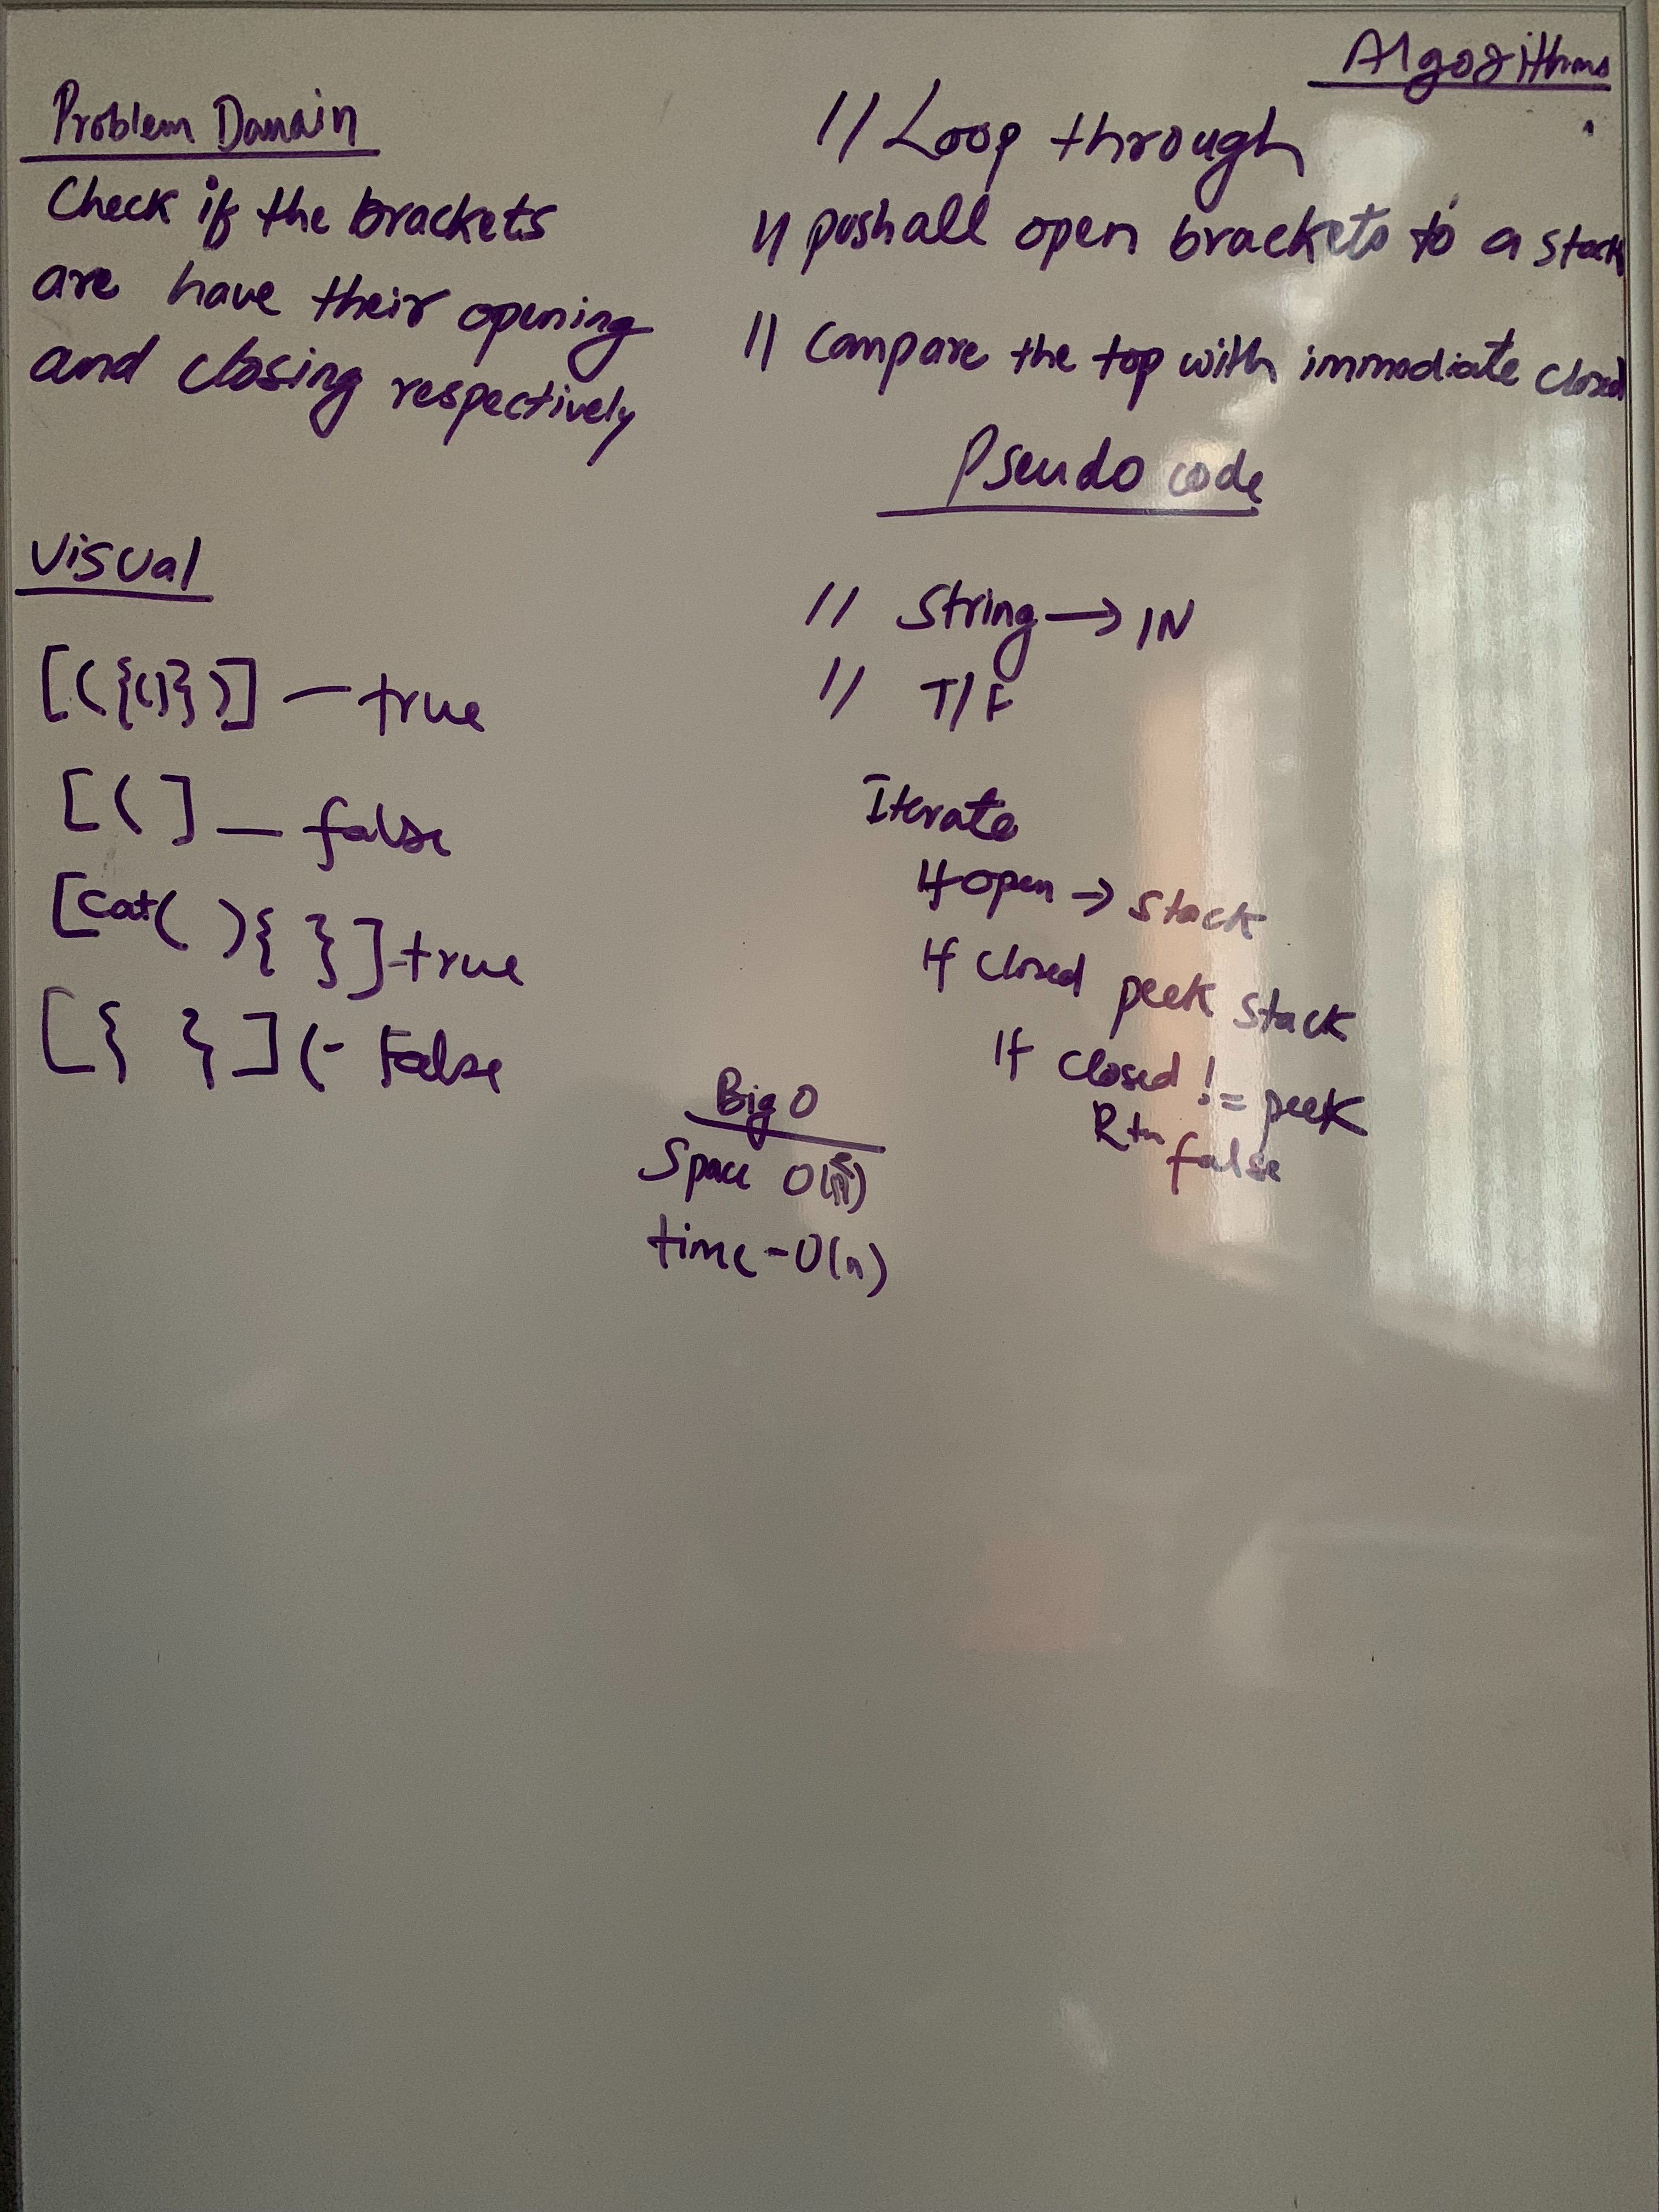 Problem Domain
Check if the brackets
are have their opening
and closing respectively
Visual
[({()})] — true
[(] — false
[cat( ){ }] - true
[{ }](- False
Algorithms
// Loop through
// push all open brackets to a stack
// Compare the top with immediate closed
Pseudo code
// String → IN
// T/F
Iterate
If open → stack
If closed peek stack
If closed != peek
Rtn false
Big O
Space O( )
time - O(n)